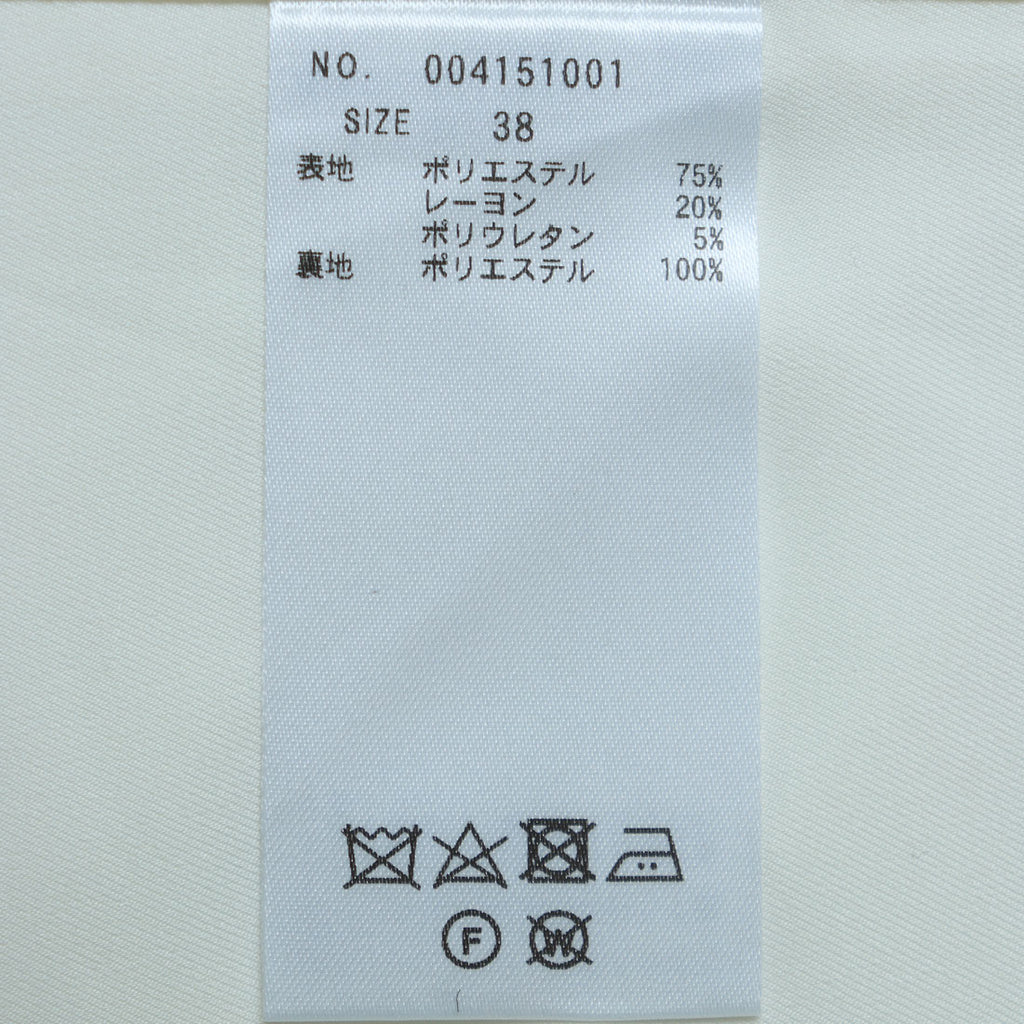 NO. 004151001
SIZE 38
表地 ポリエステル 75%
レーヨン 20%
ポリウレタン 5%
裏地 ポリエステル 100%
F W